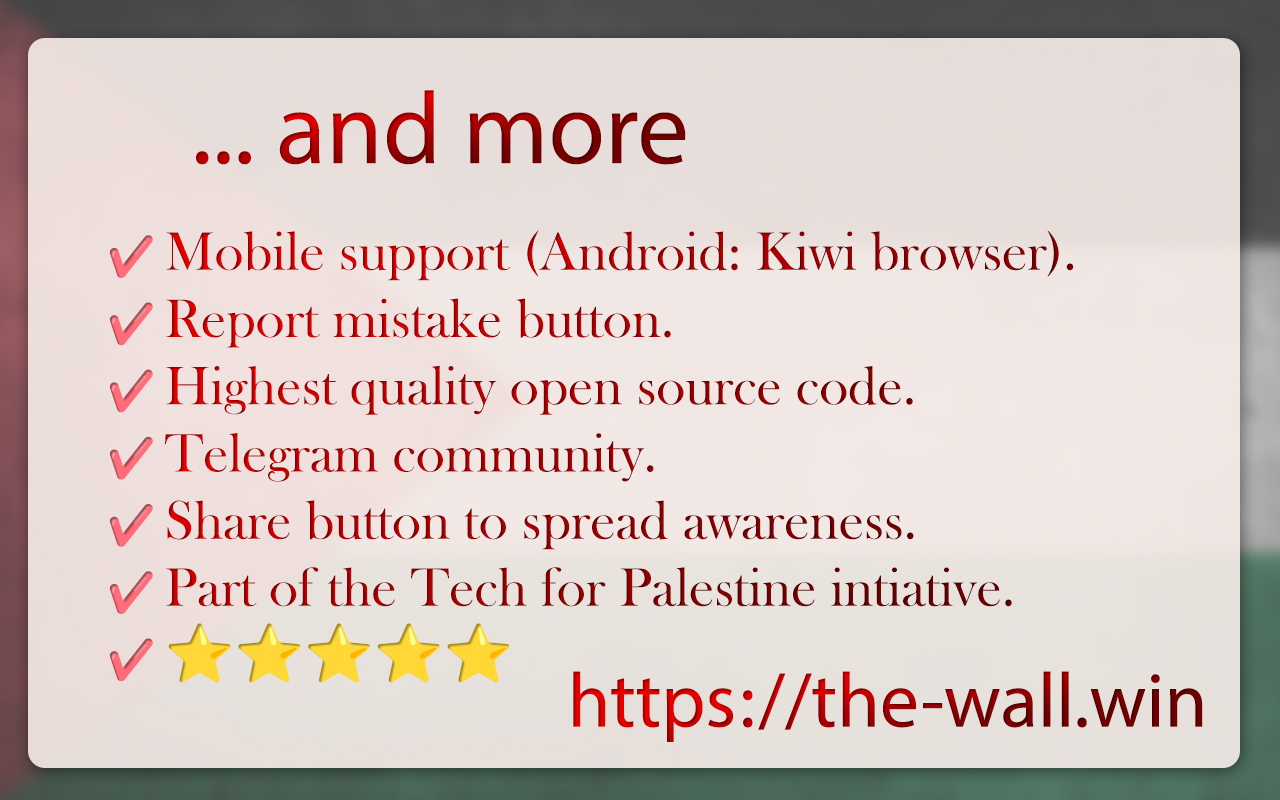 ... and more
✔ Mobile support (Android: Kiwi browser).
✔ Report mistake button.
✔ Highest quality open source code.
✔ Telegram community.
✔ Share button to spread awareness.
✔ Part of the Tech for Palestine intiative.
✔ ⭐⭐⭐⭐⭐
https://the-wall.win